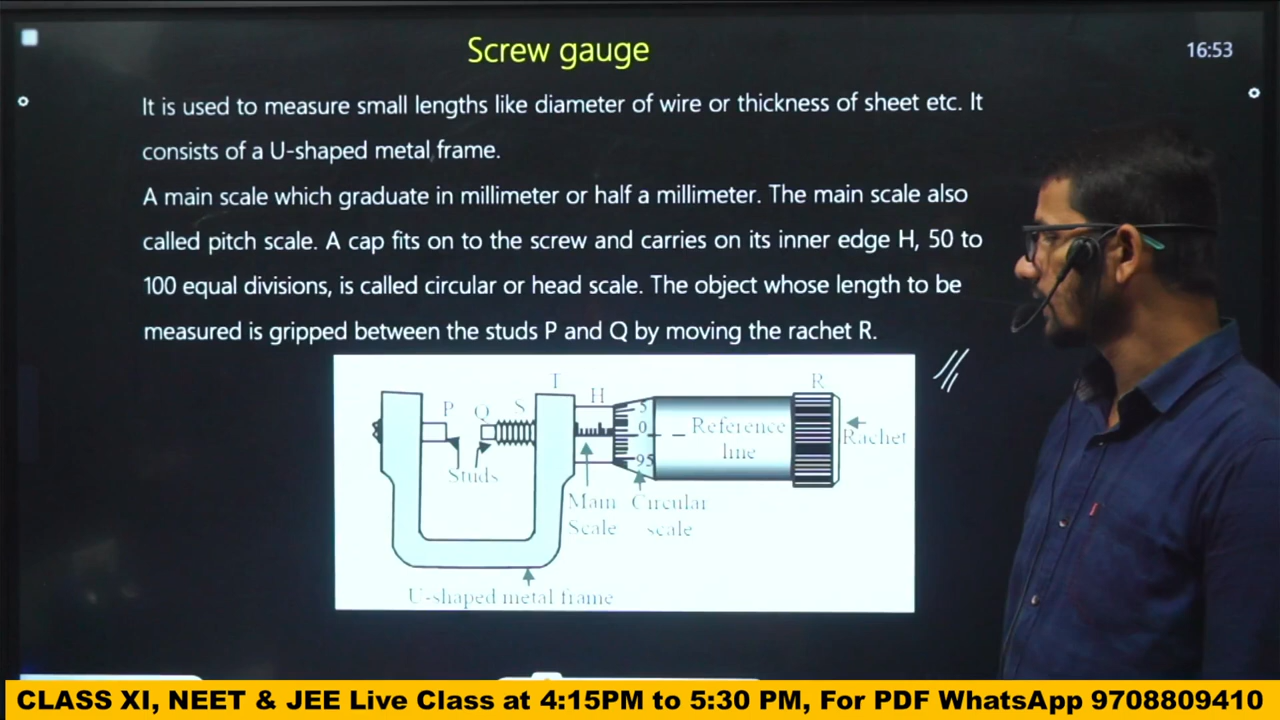 Screw gauge
16:53
It is used to measure small lengths like diameter of wire or thickness of sheet etc. It
consists of a U-shaped metal frame.
A main scale which graduate in millimeter or half a millimeter. The main scale also
called pitch scale. A cap fits on to the screw and carries on its inner edge H, 50 to
100 equal divisions, is called circular or head scale. The object whose length to be
measured is gripped between the studs P and Q by moving the rachet R.
T
H
R
P
Q
S
5
0
95
Reference
line
Rachet
Studs
Main
Scale
Circular
scale
U-shaped metal frame
CLASS XI, NEET & JEE Live Class at 4:15PM to 5:30 PM, For PDF WhatsApp 9708809410